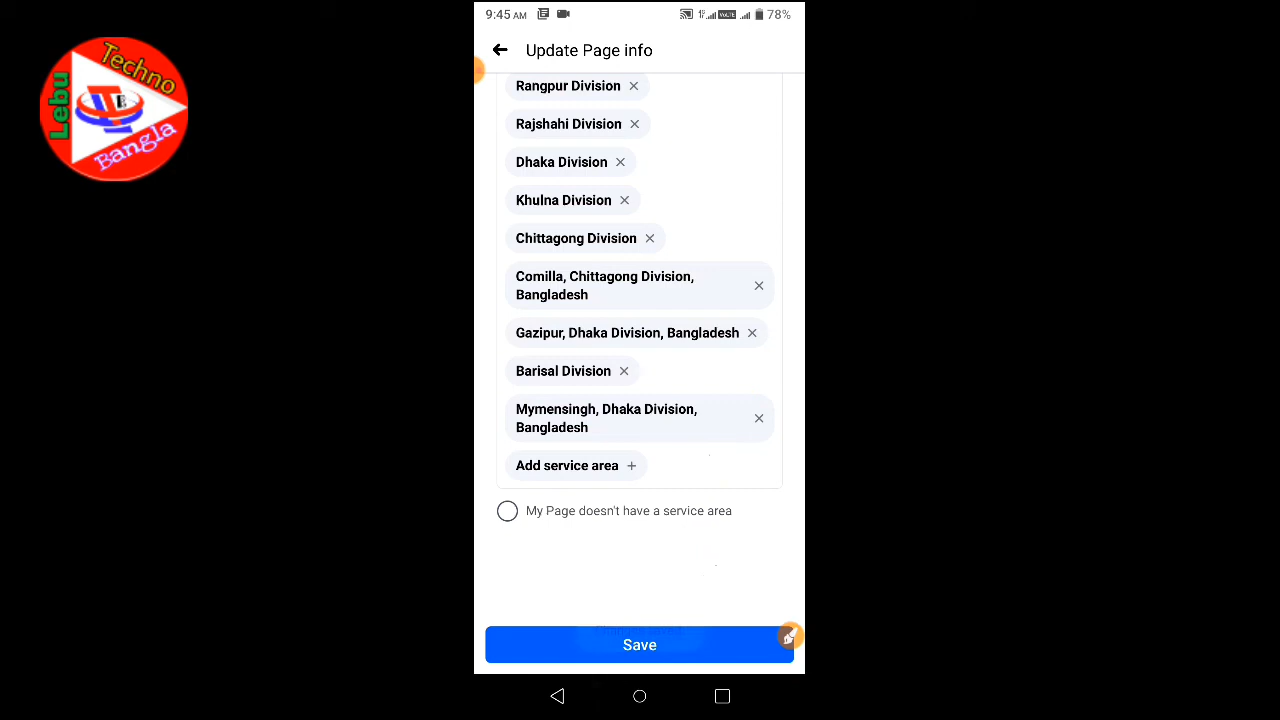 9:45 AM
4G
VoLTE
78%
Update Page info
Rangpur Division
Rajshahi Division
Dhaka Division
Khulna Division
Chittagong Division
Comilla, Chittagong Division,
Bangladesh
Gazipur, Dhaka Division, Bangladesh
Barisal Division
Mymensingh, Dhaka Division,
Bangladesh
Add service area +
My Page doesn't have a service area
Save
Lebu
Techno
Bangla